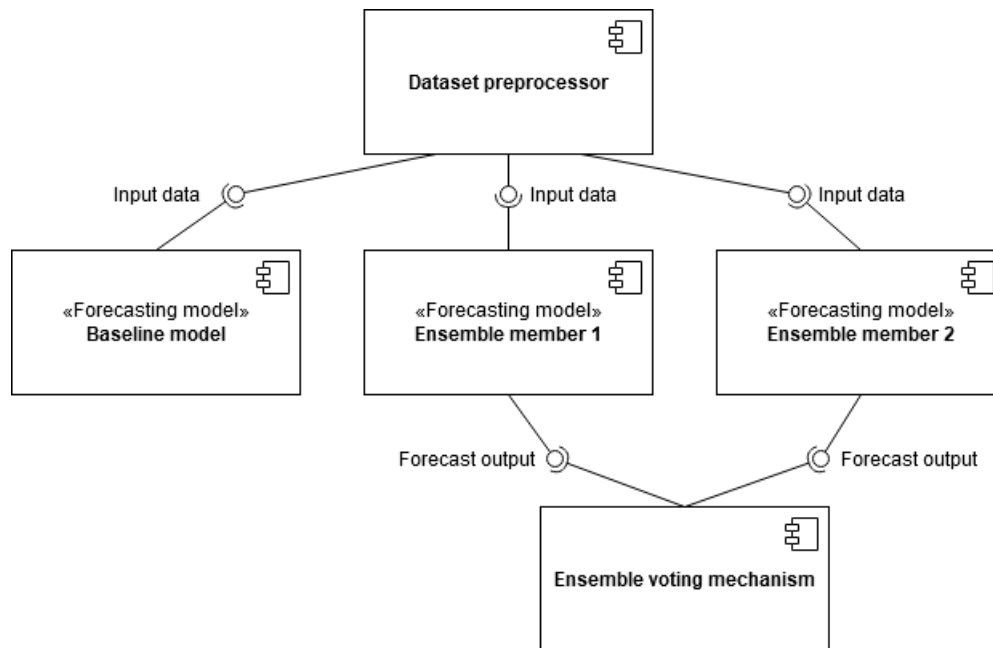 Dataset preprocessor
Input data
Input data
Input data
«Forecasting model»
Baseline model
«Forecasting model»
Ensemble member 1
«Forecasting model»
Ensemble member 2
Forecast output
Forecast output
Ensemble voting mechanism